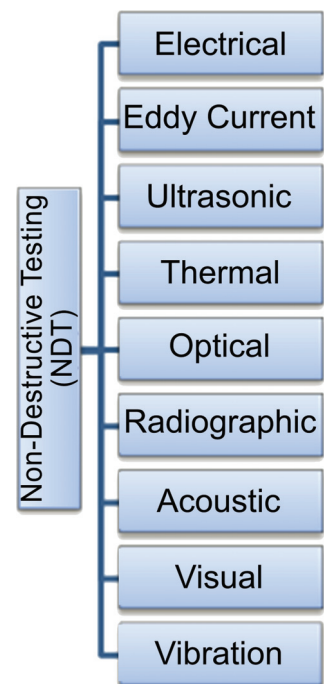 Non-Destructive Testing
(NDT)
Electrical
Eddy Current
Ultrasonic
Thermal
Optical
Radiographic
Acoustic
Visual
Vibration